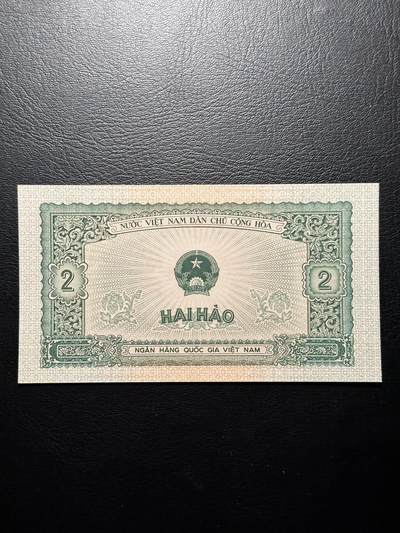 NƯỚC VIỆT NAM DÂN CHỦ CỘNG HÒA
2
2
HAI HÀO
NGÂN HÀNG QUỐC GIA VIỆT NAM